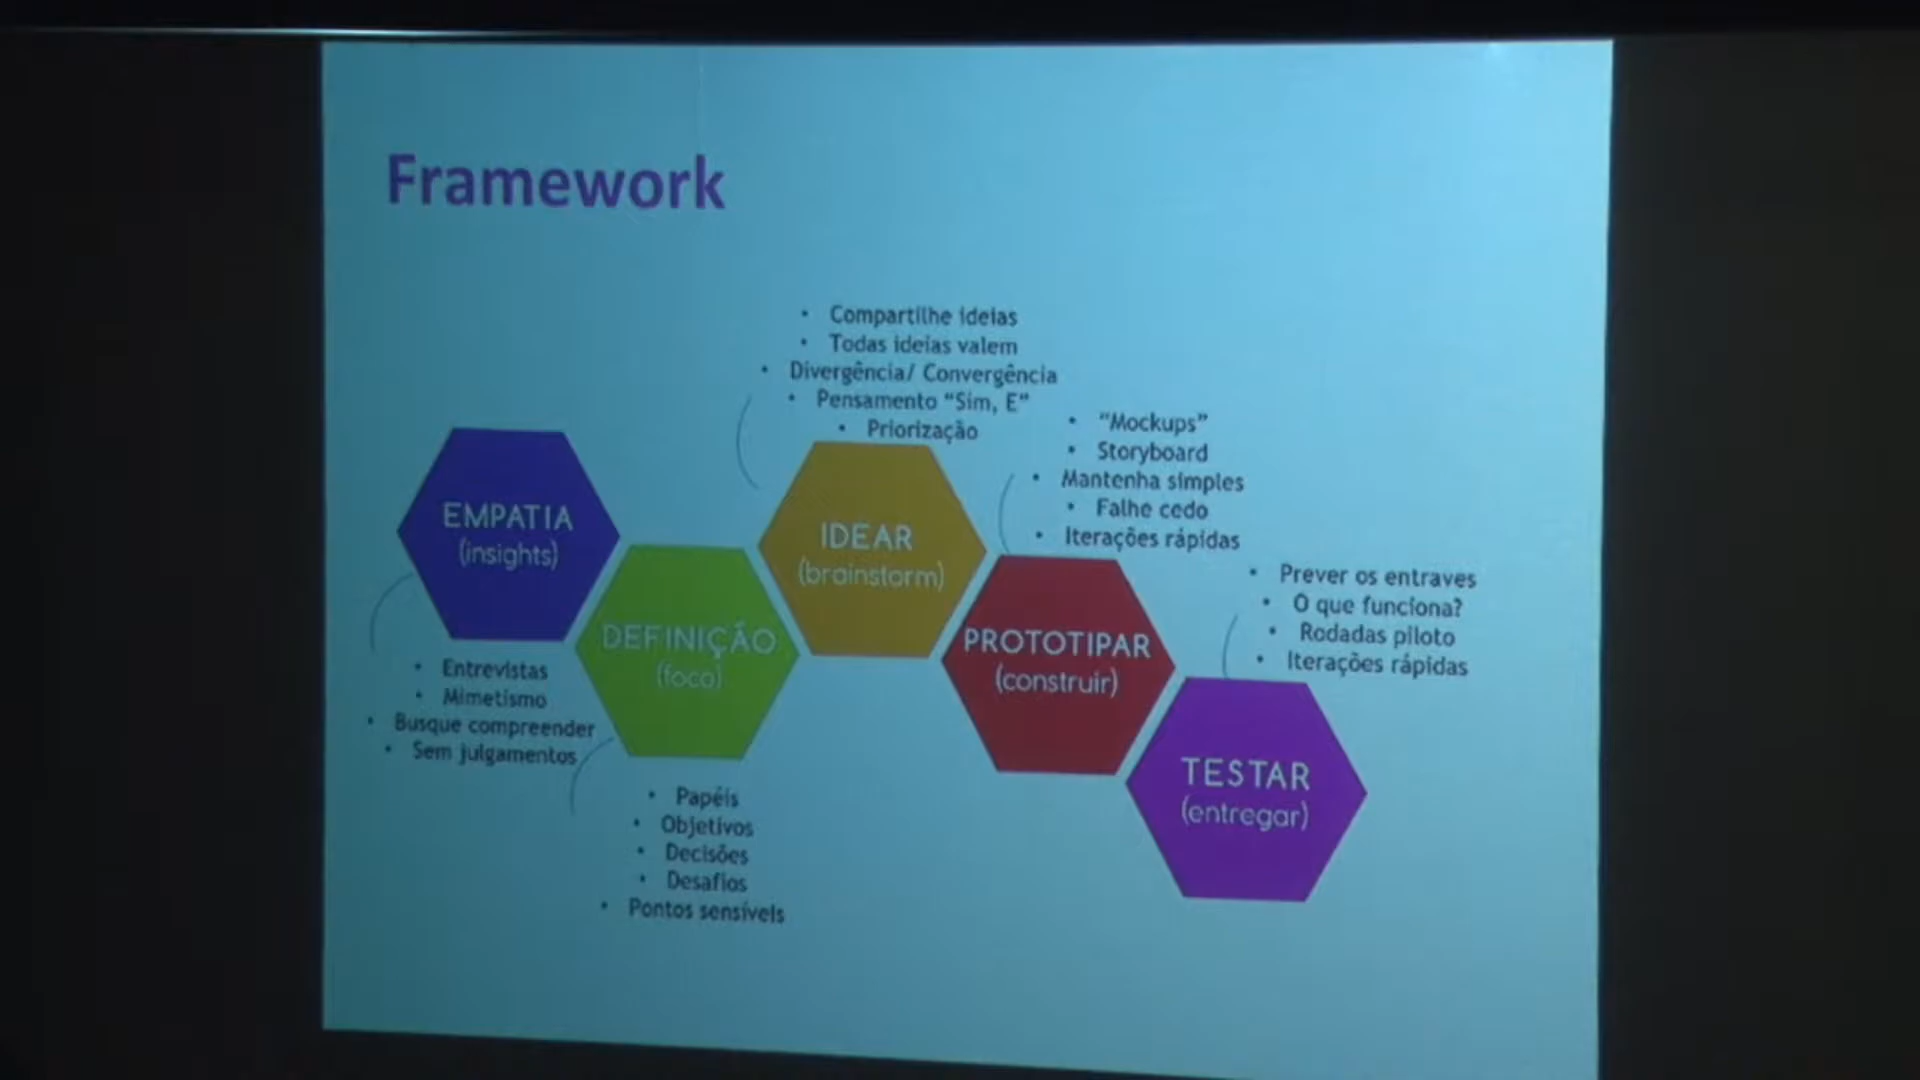 Framework
EMPATIA
(insights)
• Entrevistas
• Mimetismo
• Busque compreender
• Sem julgamentos
DEFINIÇÃO
(foco)
• Papéis
• Objetivos
• Decisões
• Desafios
• Pontos sensíveis
• Compartilhe ideias
• Todas ideias valem
• Divergência/ Convergência
• Pensamento “Sim, E”
• Priorização
IDEAR
(brainstorm)
• “Mockups”
• Storyboard
• Mantenha simples
• Falhe cedo
• Iterações rápidas
PROTOTIPAR
(construir)
• Prever os entraves
• O que funciona?
• Rodadas piloto
• Iterações rápidas
TESTAR
(entregar)